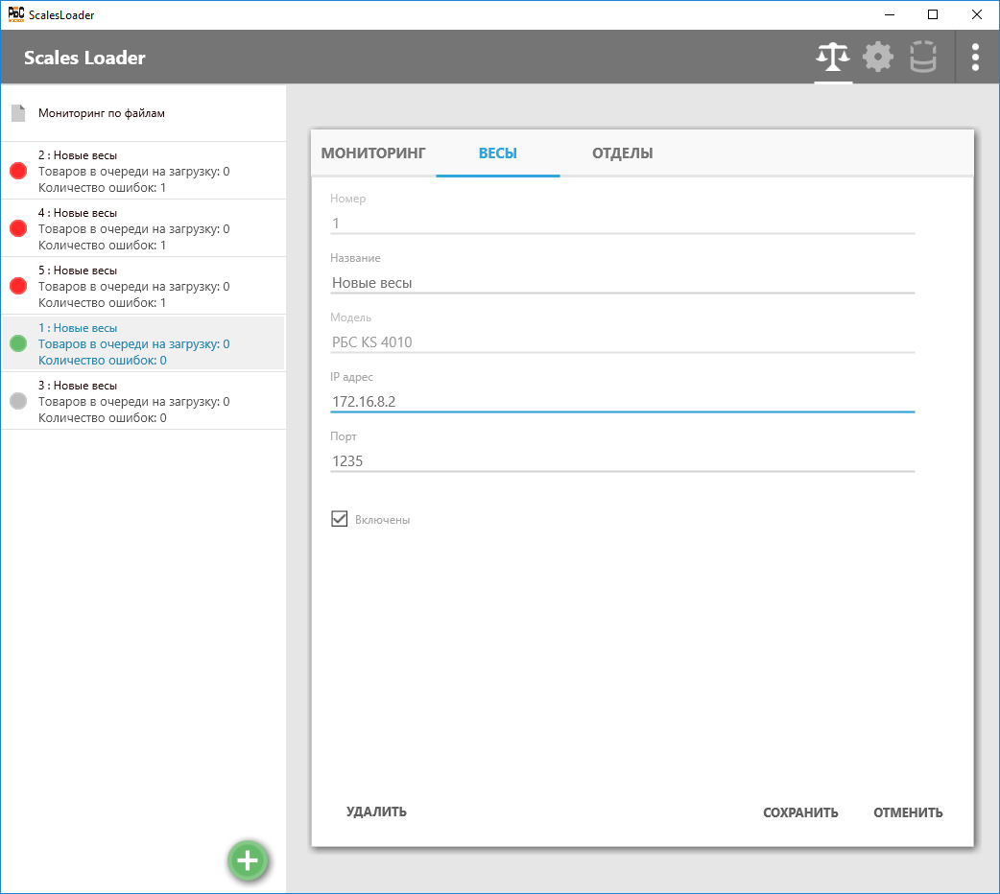 РБС ScalesLoader
Scales Loader
Мониторинг по файлам
2 : Новые весы
Товаров в очереди на загрузку: 0
Количество ошибок: 1
4 : Новые весы
Товаров в очереди на загрузку: 0
Количество ошибок: 1
5 : Новые весы
Товаров в очереди на загрузку: 0
Количество ошибок: 1
1 : Новые весы
Товаров в очереди на загрузку: 0
Количество ошибок: 0
3 : Новые весы
Товаров в очереди на загрузку: 0
Количество ошибок: 0
МОНИТОРИНГ ВЕСЫ ОТДЕЛЫ
Номер
1
Название
Новые весы
Модель
РБС KS 4010
IP адрес
172.16.8.2
Порт
1235
Включены
УДАЛИТЬ СОХРАНИТЬ ОТМЕНИТЬ